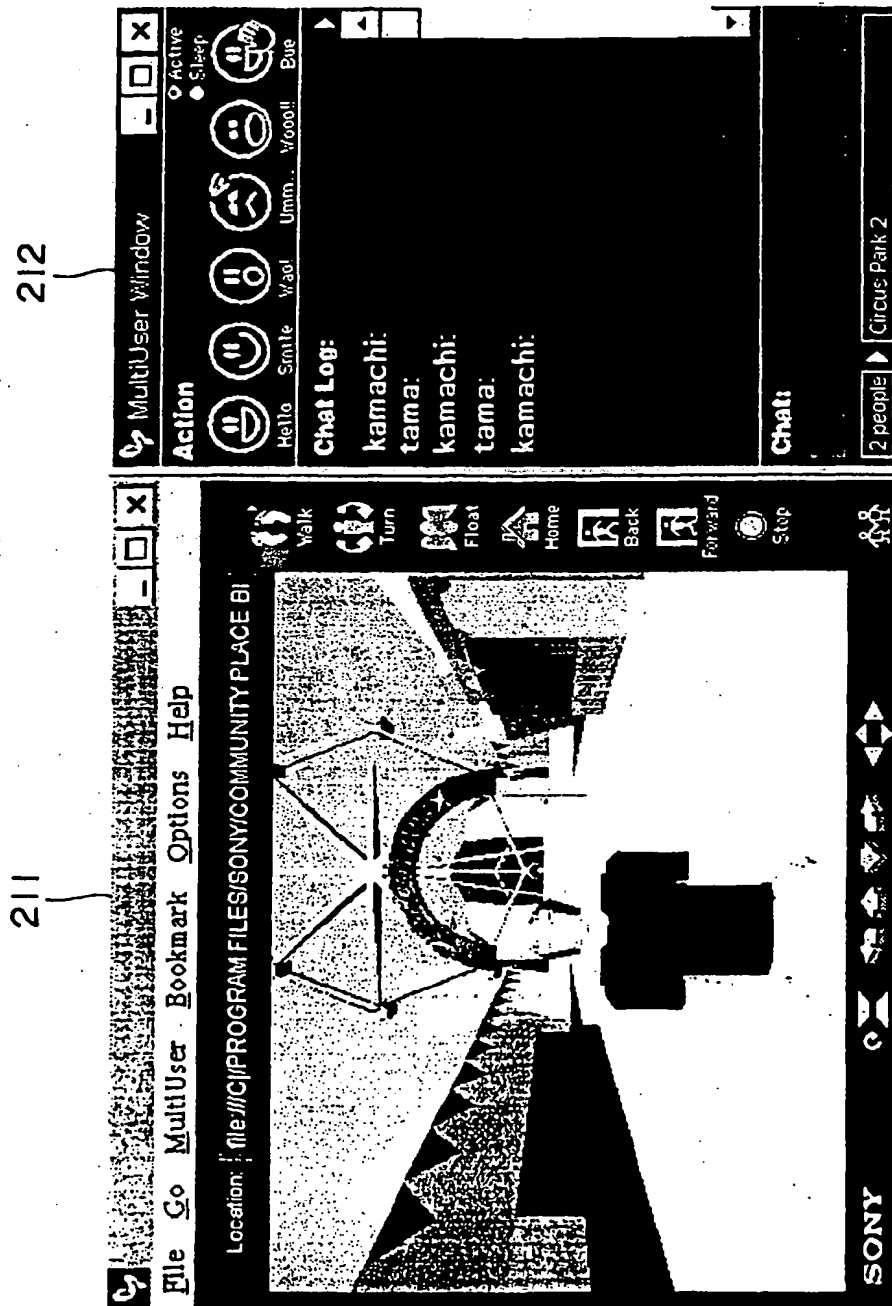 211
File Go MultiUser Bookmark Options Help
Location: file:///C|/PROGRAM FILES/SONY/COMMUNITY PLACE BI
Walk
Turn
Float
Home
Back
Forward
Stop
SONY
212
MultiUser Window
Action
Active
Sleep
Hello Smile Wao! Umm.. Wooo!! Bye
Chat Log:
kamachi:
tama:
kamachi:
tama:
kamachi:
Chat:
2 people Circus Park 2